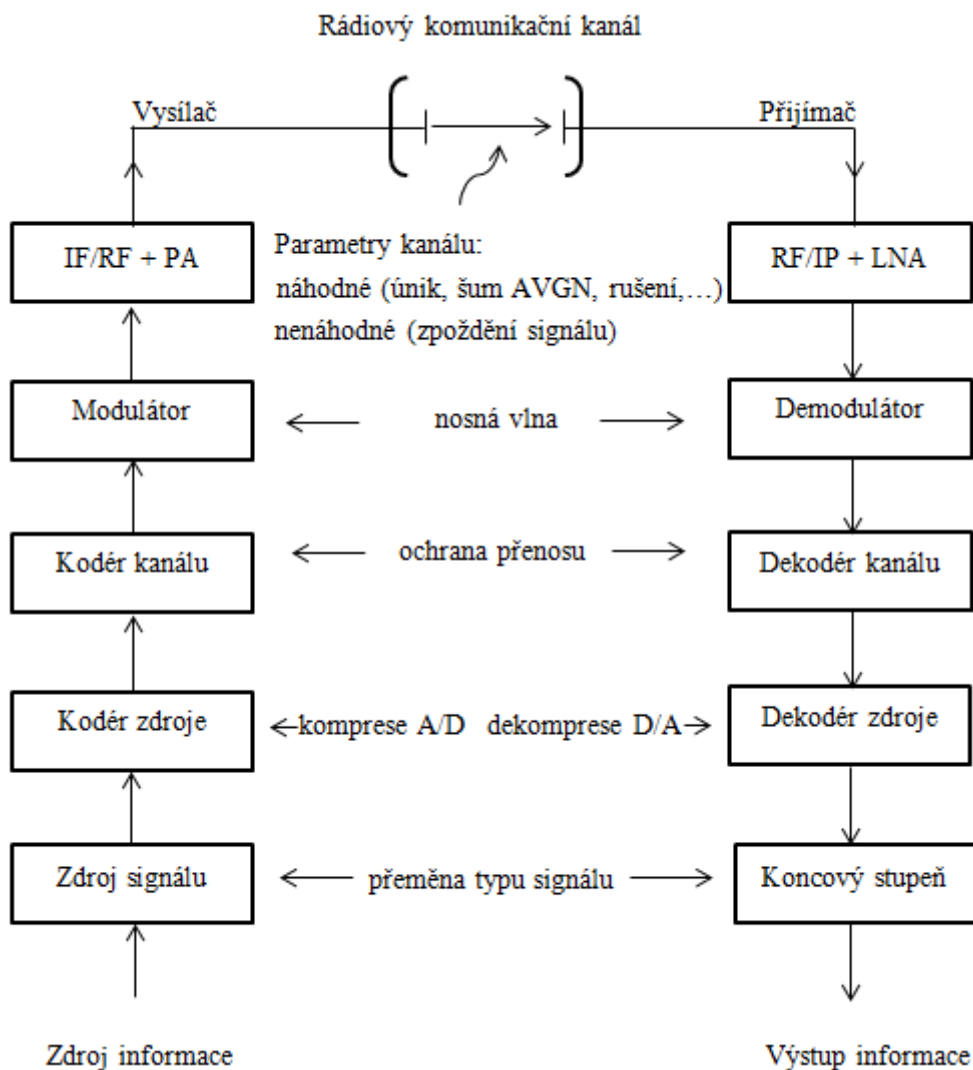 Rádiový komunikační kanál
Vysílač
Přijímač
IF/RF + PA
Parametry kanálu:
náhodné (únik, šum AVGN, rušení,…)
nenáhodné (zpoždění signálu)
RF/IP + LNA
Modulátor
nosná vlna
Demodulátor
Kodér kanálu
ochrana přenosu
Dekodér kanálu
Kodér zdroje
komprese A/D dekomprese D/A
Dekodér zdroje
Zdroj signálu
přeměna typu signálu
Koncový stupeň
Zdroj informace
Výstup informace